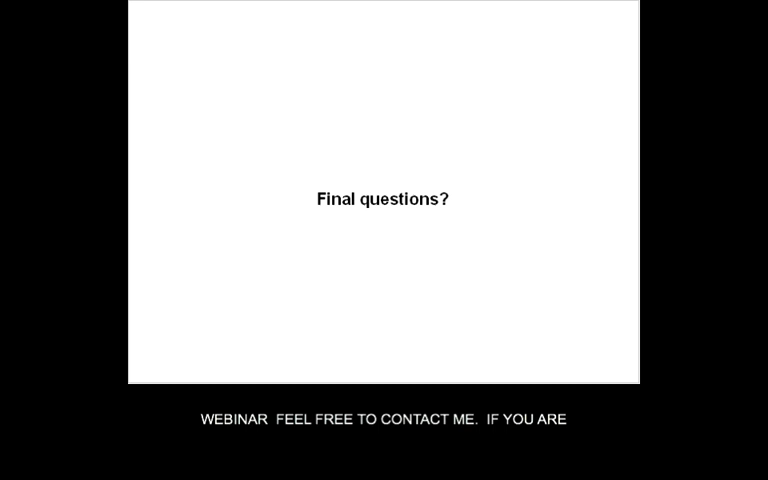 Final questions?
WEBINAR  FEEL FREE TO CONTACT ME.  IF YOU ARE